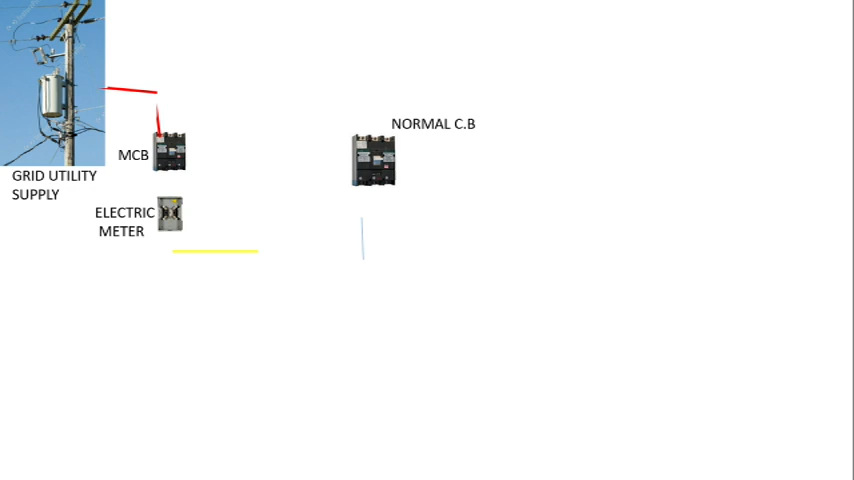 NORMAL C.B
MCB
GRID UTILITY
SUPPLY
ELECTRIC
METER